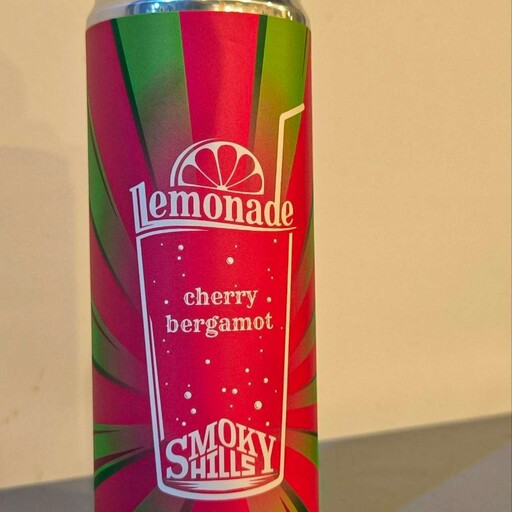 Lemonade
cherry
bergamot
SMOKY
HILLS